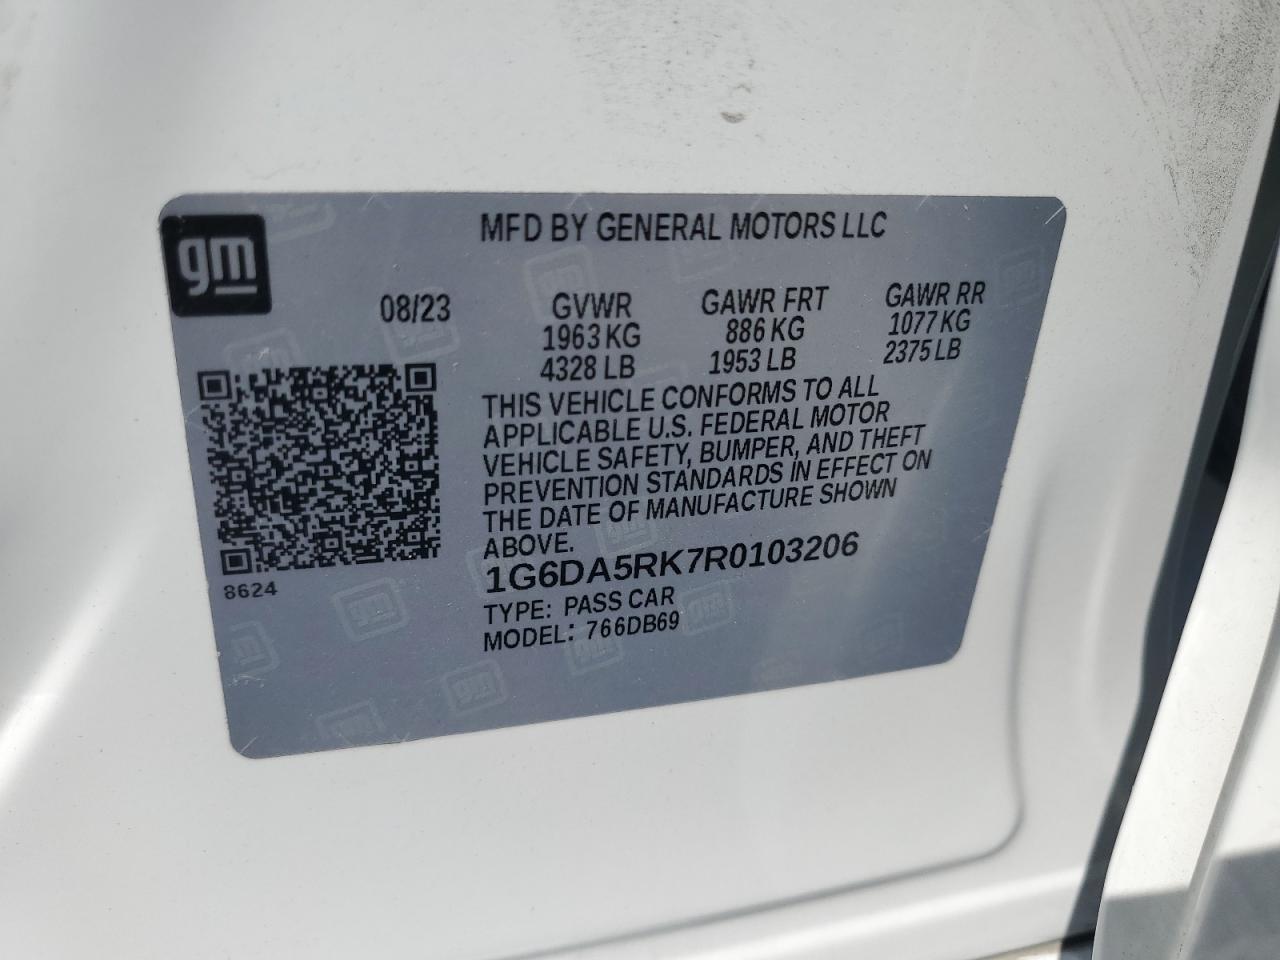 gm
MFD BY GENERAL MOTORS LLC
08/23 GVWR GAWR FRT GAWR RR
1963 KG 886 KG 1077 KG
4328 LB 1953 LB 2375 LB
THIS VEHICLE CONFORMS TO ALL
APPLICABLE U.S. FEDERAL MOTOR
VEHICLE SAFETY, BUMPER, AND THEFT
PREVENTION STANDARDS IN EFFECT ON
THE DATE OF MANUFACTURE SHOWN
ABOVE.
1G6DA5RK7R0103206
8624
TYPE: PASS CAR
MODEL: 766DB69